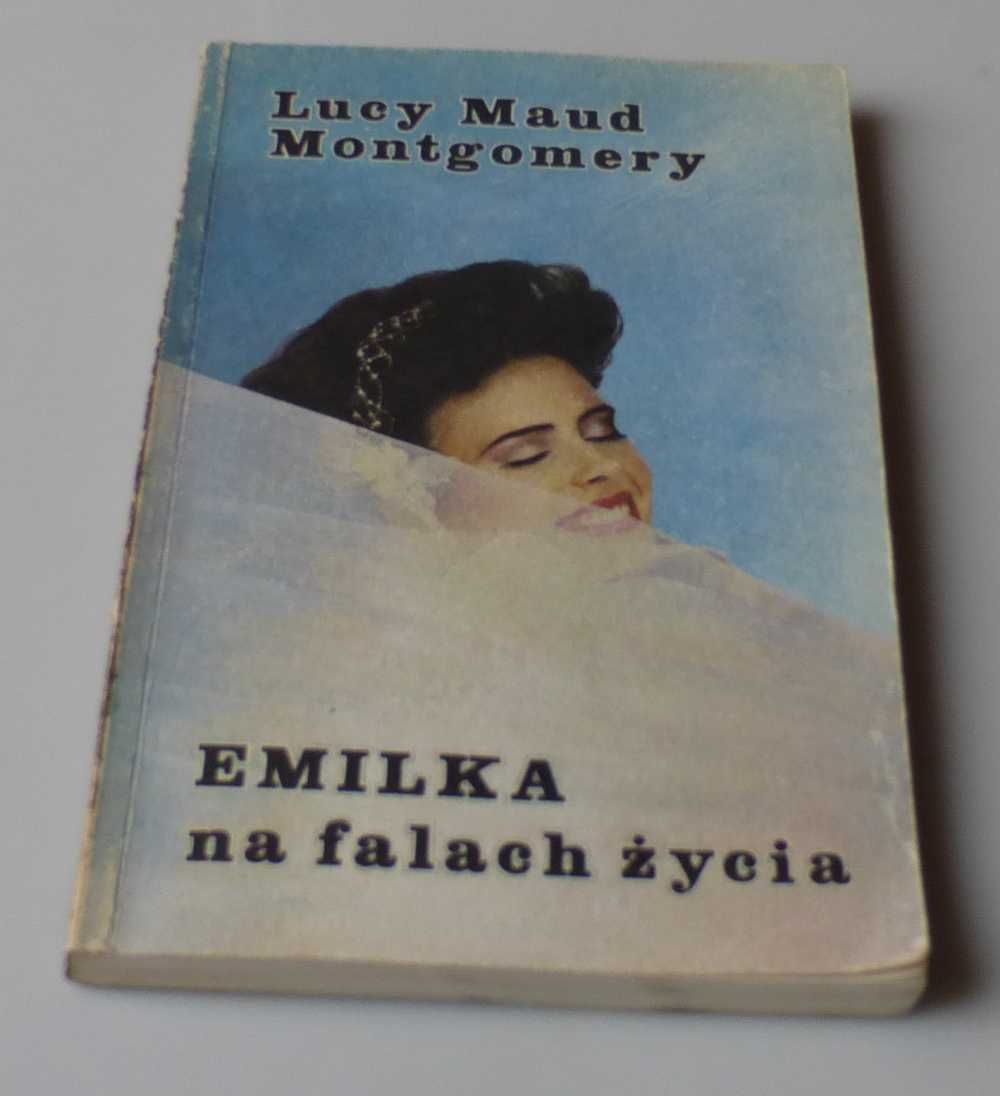 Lucy Maud
Montgomery
EMILKA
na falach życia